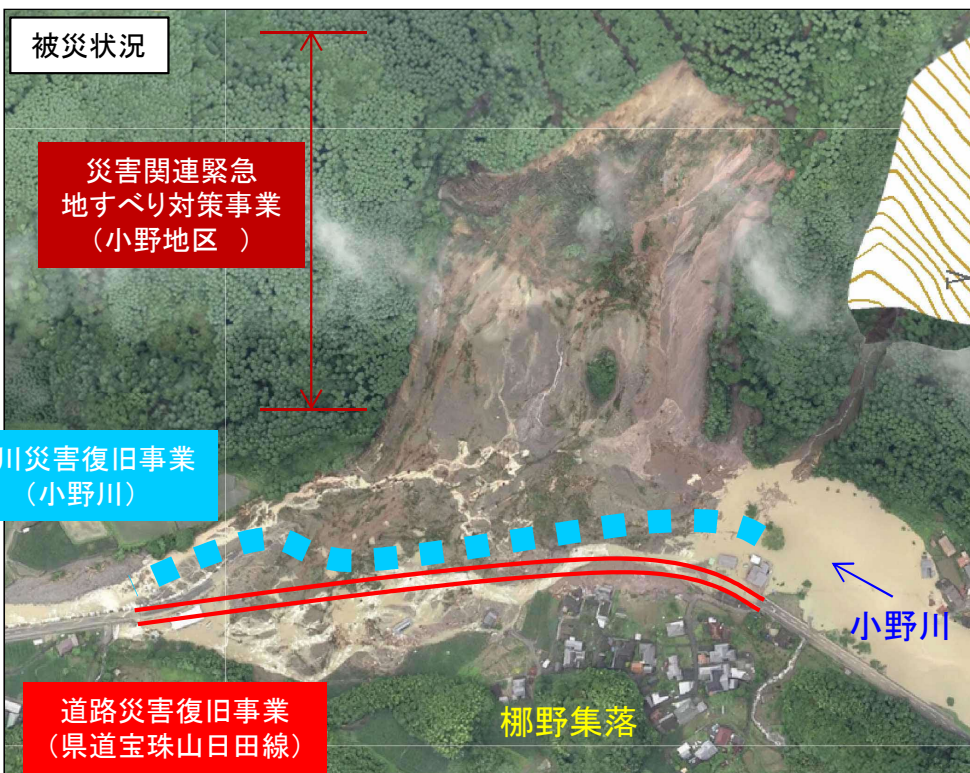 被災状況
災害関連緊急
地すべり対策事業
（小野地区　）
川災害復旧事業
（小野川）
小野川
道路災害復旧事業
（県道宝珠山日田線）
梛野集落